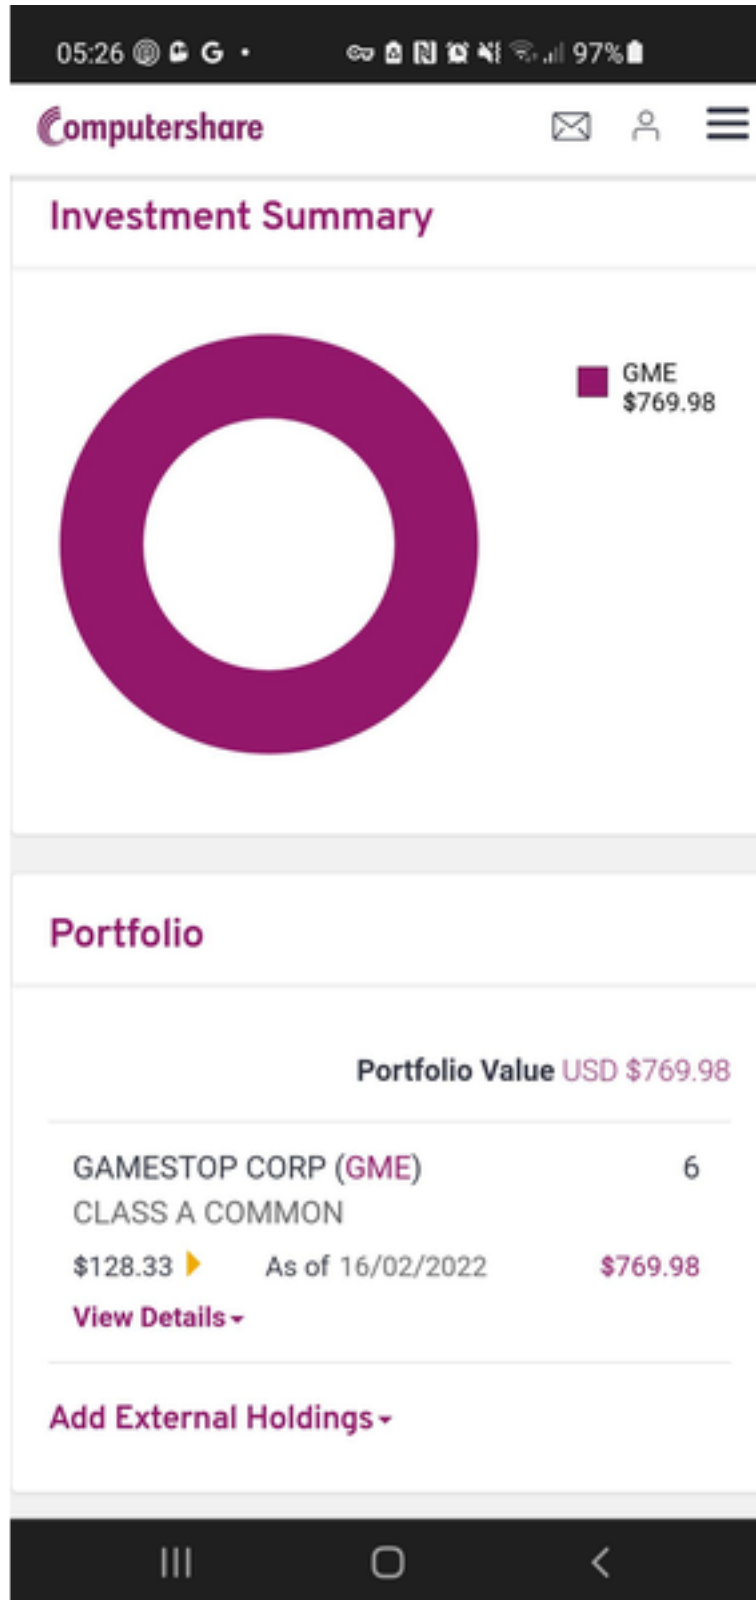 05:26 G 97%
Computershare
Investment Summary
GME
$769.98
Portfolio
Portfolio Value USD $769.98
GAMESTOP CORP (GME) 6
CLASS A COMMON
$128.33 As of 16/02/2022 $769.98
View Details
Add External Holdings